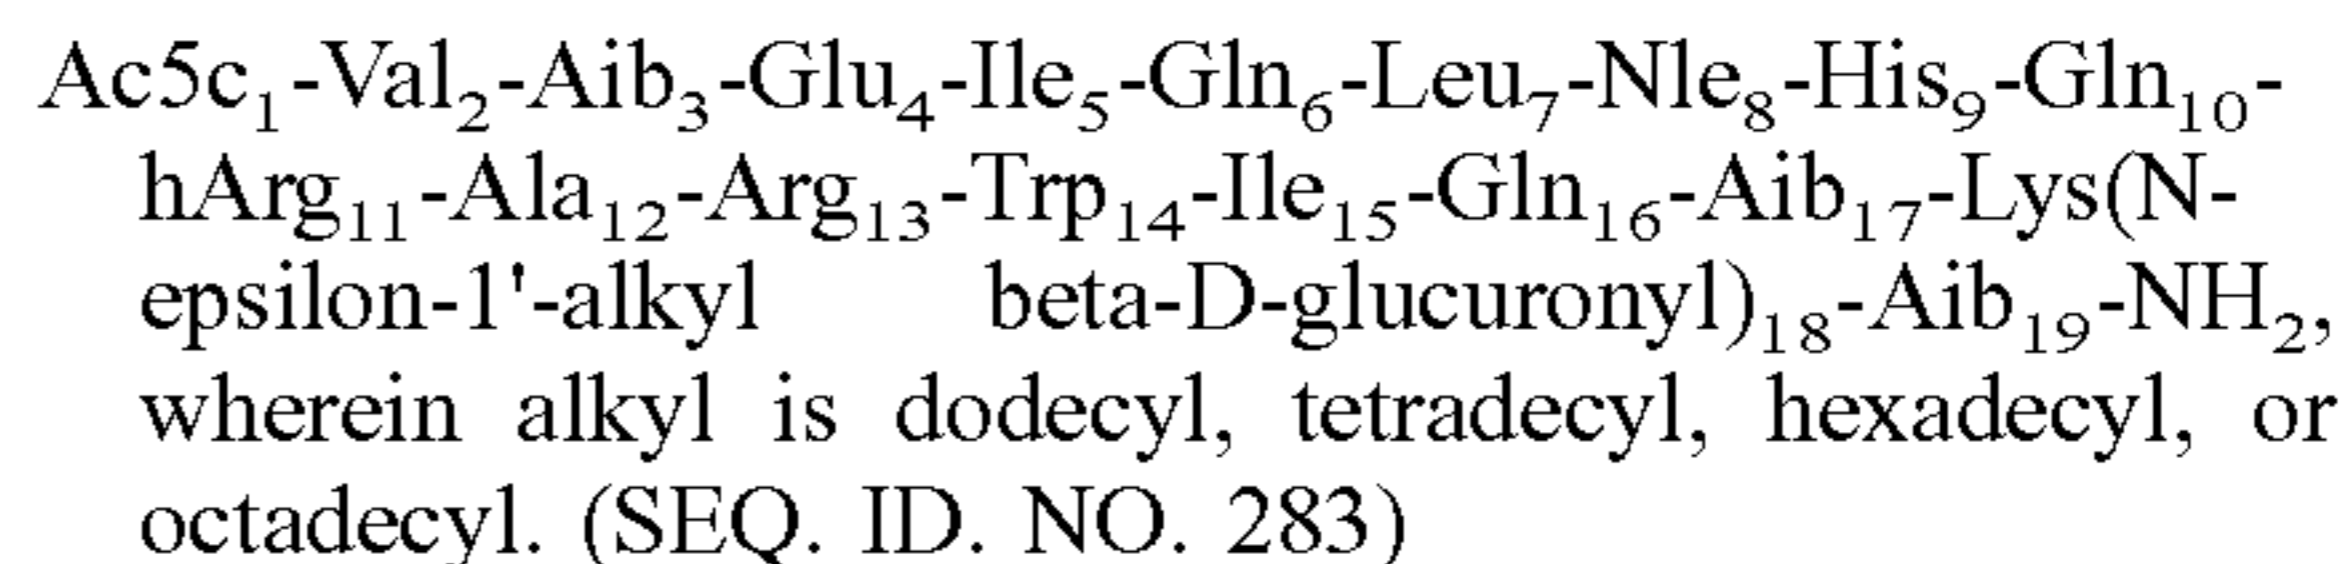 Ac5c₁-Val₂-Aib₃-Glu₄-Ile₅-Gln₆-Leu₇-Nle₈-His₉-Gln₁₀-
hArg₁₁-Ala₁₂-Arg₁₃-Trp₁₄-Ile₁₅-Gln₁₆-Aib₁₇-Lys(N-
epsilon-1'-alkyl beta-D-glucuronyl)₁₈-Aib₁₉-NH₂,
wherein alkyl is dodecyl, tetradecyl, hexadecyl, or
octadecyl. (SEQ. ID. NO. 283)